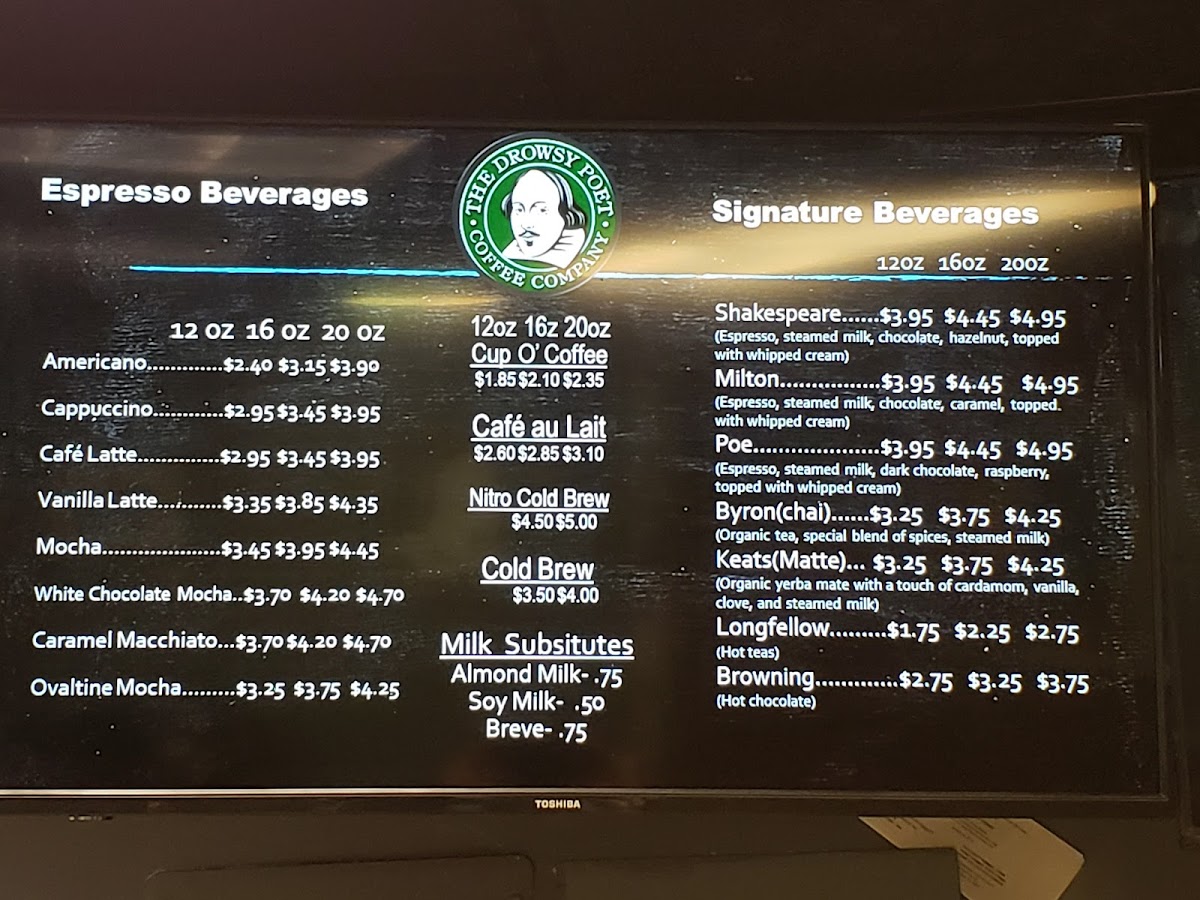 THE DROWSY POET
COFFEE COMPANY
Espresso Beverages
12 oz 16 oz 20 oz
Americano.............$2.40 $3.15 $3.90
Cappuccino............$2.95 $3.45 $3.95
Café Latte..............$2.95 $3.45 $3.95
Vanilla Latte...........$3.35 $3.85 $4.35
Mocha.....................$3.45 $3.95 $4.45
White Chocolate Mocha..$3.70 $4.20 $4.70
Caramel Macchiato...$3.70 $4.20 $4.70
Ovaltine Mocha.........$3.25 $3.75 $4.25
12oz 16z 20oz
Cup O' Coffee
$1.85 $2.10 $2.35
Café au Lait
$2.60 $2.85 $3.10
Nitro Cold Brew
$4.50 $5.00
Cold Brew
$3.50 $4.00
Milk Subsitutes
Almond Milk- .75
Soy Milk- .50
Breve- .75
Signature Beverages
12oz 16oz 20oz
Shakespeare......$3.95 $4.45 $4.95
(Espresso, steamed milk, chocolate, hazelnut, topped
with whipped cream)
Milton................$3.95 $4.45 $4.95
(Espresso, steamed milk, chocolate, caramel, topped.
with whipped cream)
Poe....................$3.95 $4.45 $4.95
(Espresso, steamed milk, dark chocolate, raspberry,
topped with whipped cream)
Byron(chai)......$3.25 $3.75 $4.25
(Organic tea, special blend of spices, steamed milk)
Keats(Matte)... $3.25 $3.75 $4.25
(Organic yerba mate with a touch of cardamom, vanilla,
clove, and steamed milk)
Longfellow.........$1.75 $2.25 $2.75
(Hot teas)
Browning.............$2.75 $3.25 $3.75
(Hot chocolate)
TOSHIBA